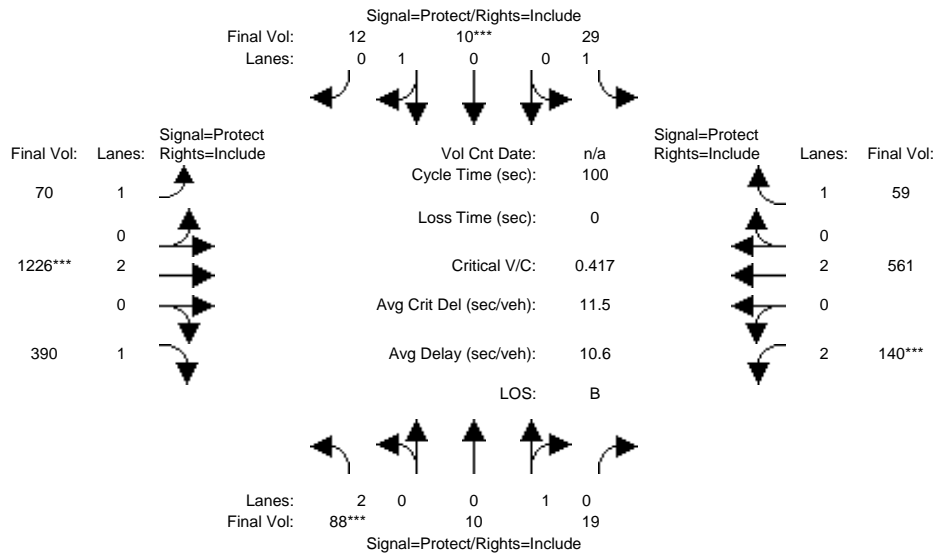 Signal=Protect/Rights=Include
Final Vol: 12 10*** 29
Lanes: 0 1 0 0 1
Signal=Protect Signal=Protect
Final Vol: Lanes: Rights=Include Vol Cnt Date: n/a Rights=Include Lanes: Final Vol:
Cycle Time (sec): 100
70 1 1 59
Loss Time (sec): 0
0 0
1226*** 2 Critical V/C: 0.417 2 561
0 Avg Crit Del (sec/veh): 11.5 0
390 1 Avg Delay (sec/veh): 10.6 2 140***
LOS: B
Lanes: 2 0 0 1 0
Final Vol: 88*** 10 19
Signal=Protect/Rights=Include